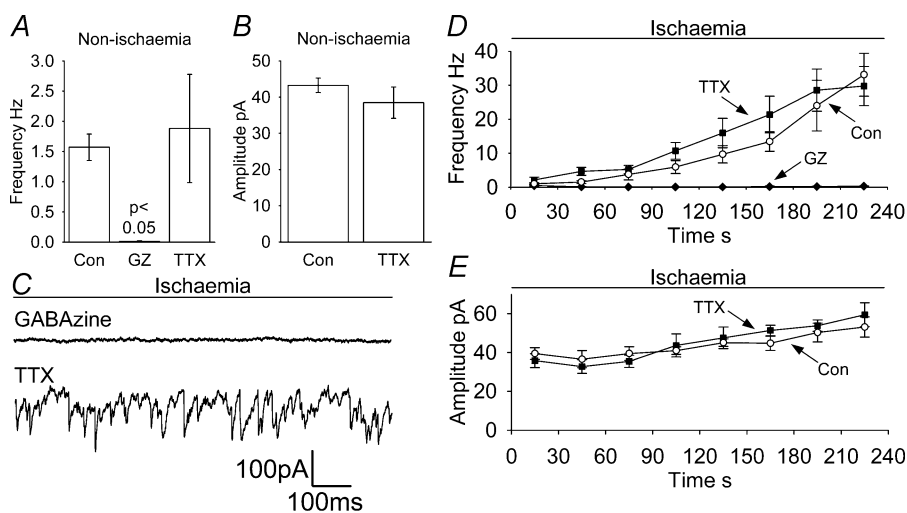 A
Non-ischaemia
Frequency Hz
3.0
2.5
2.0
1.5
1.0
0.5
0.0
p<
0.05
Con GZ TTX
B
Non-ischaemia
Amplitude pA
60
40
20
0
Con TTX
C
Ischaemia
GABAzine
TTX
100pA
100ms
D
Ischaemia
Frequency Hz
40
30
20
10
0
TTX
Con
GZ
0 30 60 90 120 150 180 210 240
Time s
E
Ischaemia
Amplitude pA
60
40
20
0
TTX
Con
0 30 60 90 120 150 180 210 240
Time s